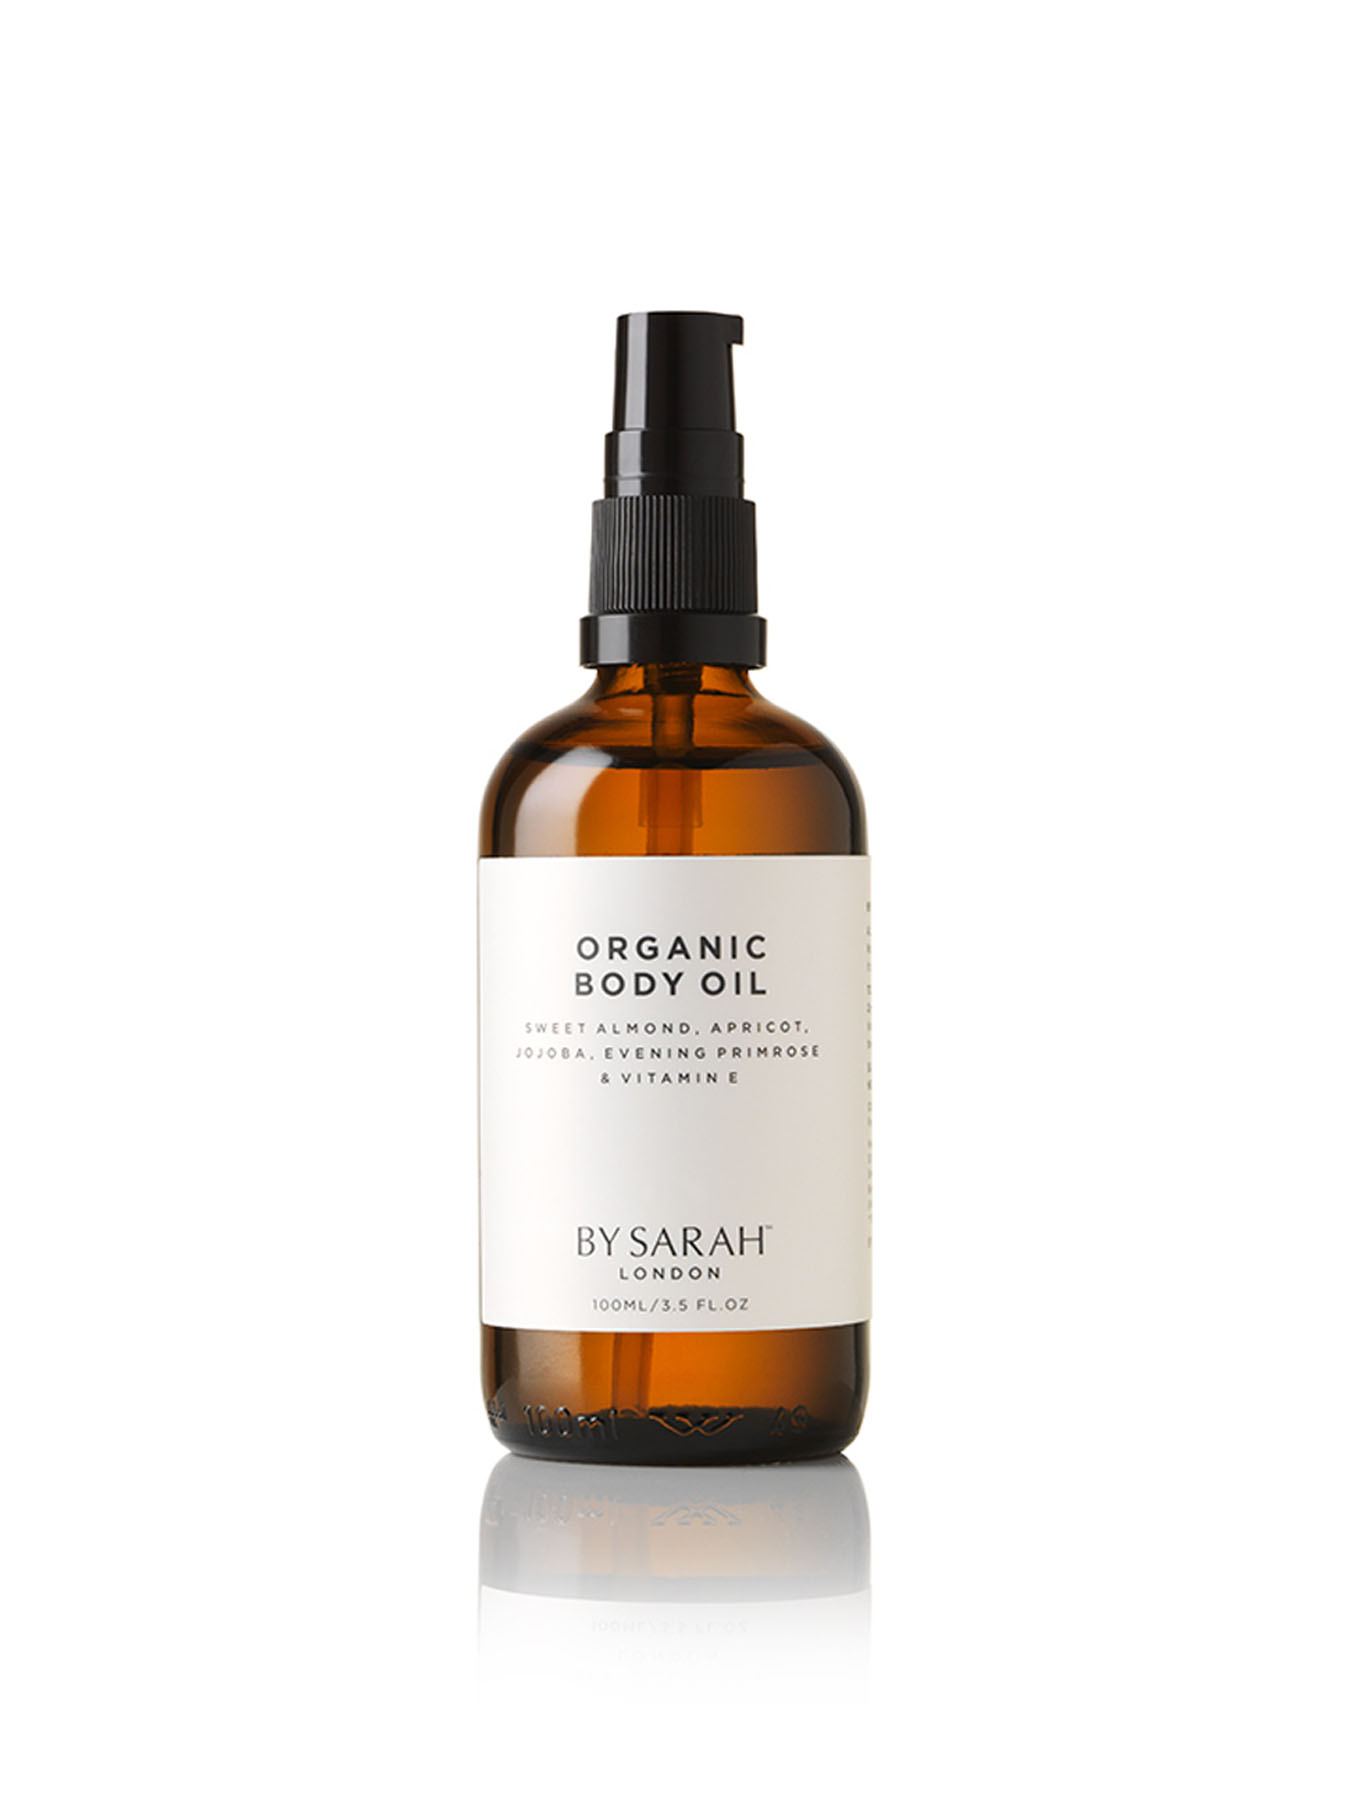 ORGANIC
BODY OIL
SWEET ALMOND, APRICOT,
JOJOBA, EVENING PRIMROSE
& VITAMIN E
BY SARAH™
LONDON
100ML/3.5 FL.OZ
100ml